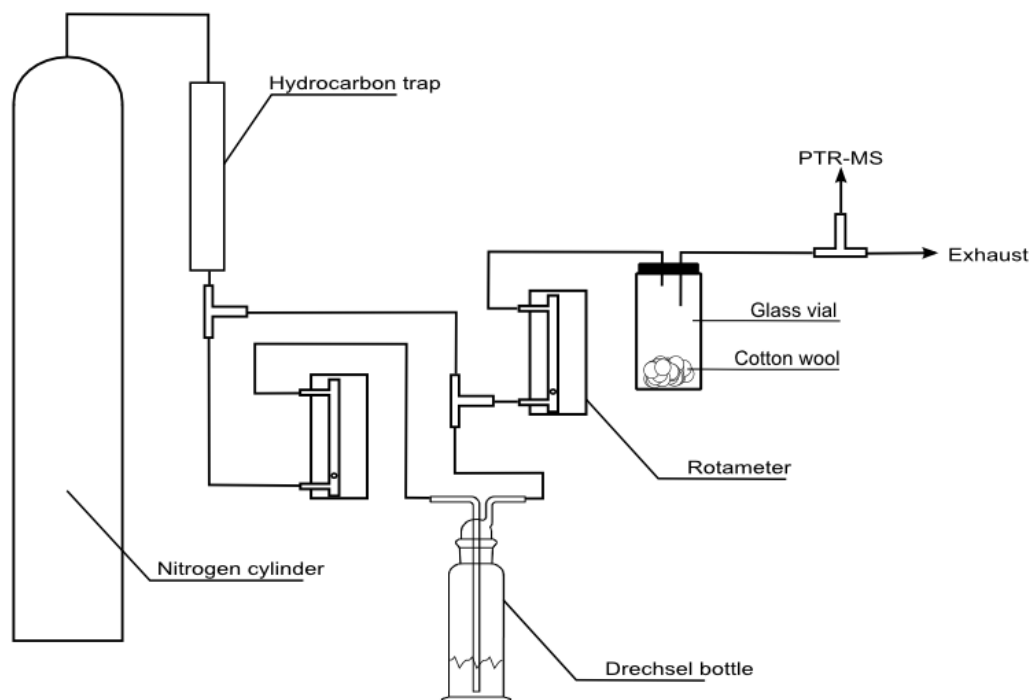 Hydrocarbon trap
PTR-MS
Exhaust
Glass vial
Cotton wool
Rotameter
Nitrogen cylinder
Drechsel bottle